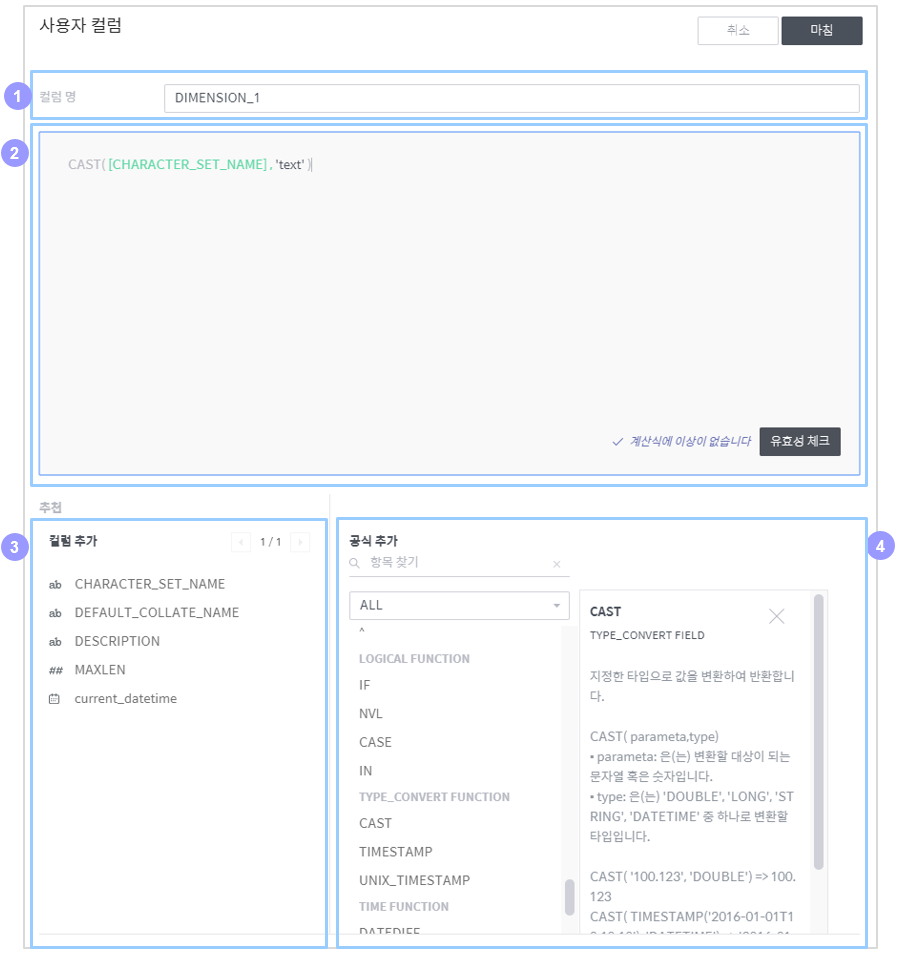 사용자 컬럼
취소
마침
1
컬럼 명
DIMENSION_1
2
CAST( [CHARACTER_SET_NAME] , 'text' )
계산식에 이상이 없습니다
유효성 체크
추천
3
컬럼 추가
1 / 1
ab CHARACTER_SET_NAME
ab DEFAULT_COLLATE_NAME
ab DESCRIPTION
## MAXLEN
current_datetime
4
공식 추가
항목 찾기
ALL
^
LOGICAL FUNCTION
IF
NVL
CASE
IN
TYPE_CONVERT FUNCTION
CAST
TIMESTAMP
UNIX_TIMESTAMP
TIME FUNCTION
DATEDIFF
CAST
TYPE_CONVERT FIELD
지정한 타입으로 값을 변환하여 반환합니
다.
CAST( parameta,type)
• parameta: 은(는) 변환할 대상이 되는
문자열 혹은 숫자입니다.
• type: 은(는) 'DOUBLE', 'LONG', 'ST
RING', 'DATETIME' 중 하나로 변환할
타입입니다.
CAST( '100.123', 'DOUBLE') => 100.
123
CAST( TIMESTAMP('2016-01-01T1